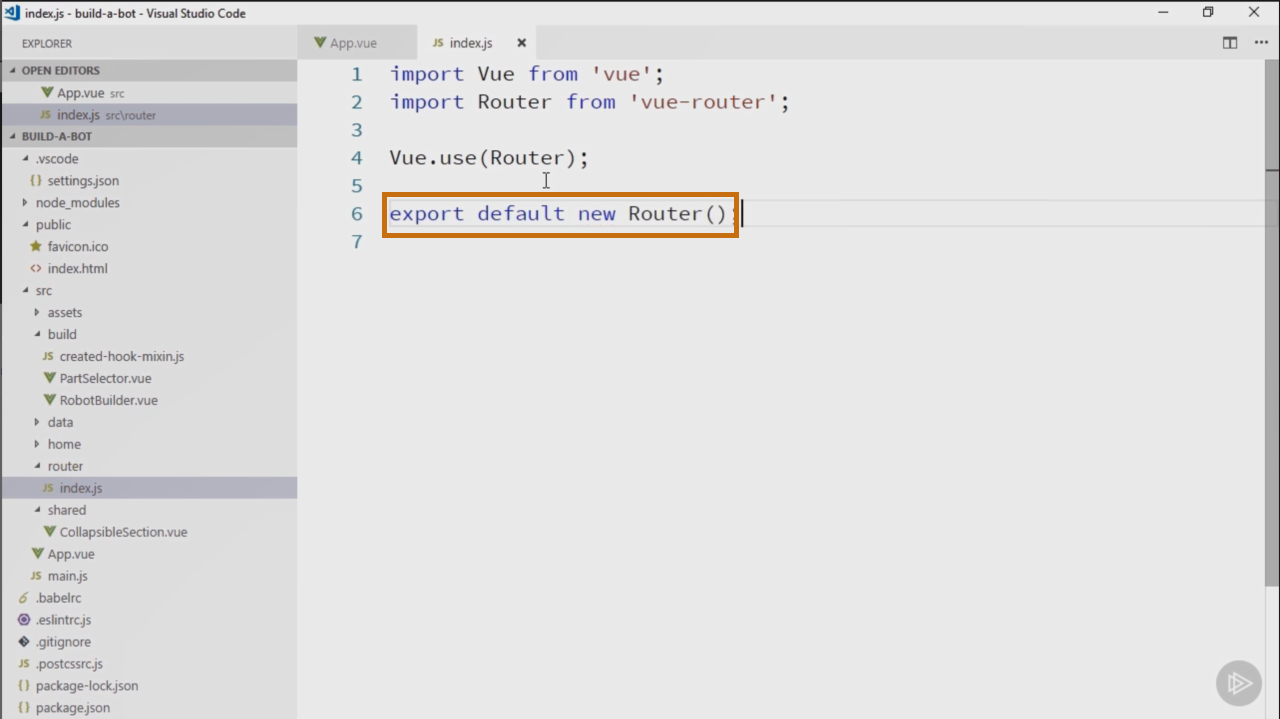 index.js - build-a-bot - Visual Studio Code
EXPLORER
OPEN EDITORS
App.vue src
index.js src\router
BUILD-A-BOT
.vscode
{} settings.json
node_modules
public
favicon.ico
<> index.html
src
assets
build
JS created-hook-mixin.js
PartSelector.vue
RobotBuilder.vue
data
home
router
JS index.js
shared
CollapsibleSection.vue
App.vue
JS main.js
.babelrc
.eslintrc.js
.gitignore
JS .postcssrc.js
{} package-lock.json
{} package.json
App.vue
JS index.js
1 import Vue from 'vue';
2 import Router from 'vue-router';
3
4 Vue.use(Router);
5
6 export default new Router();
7